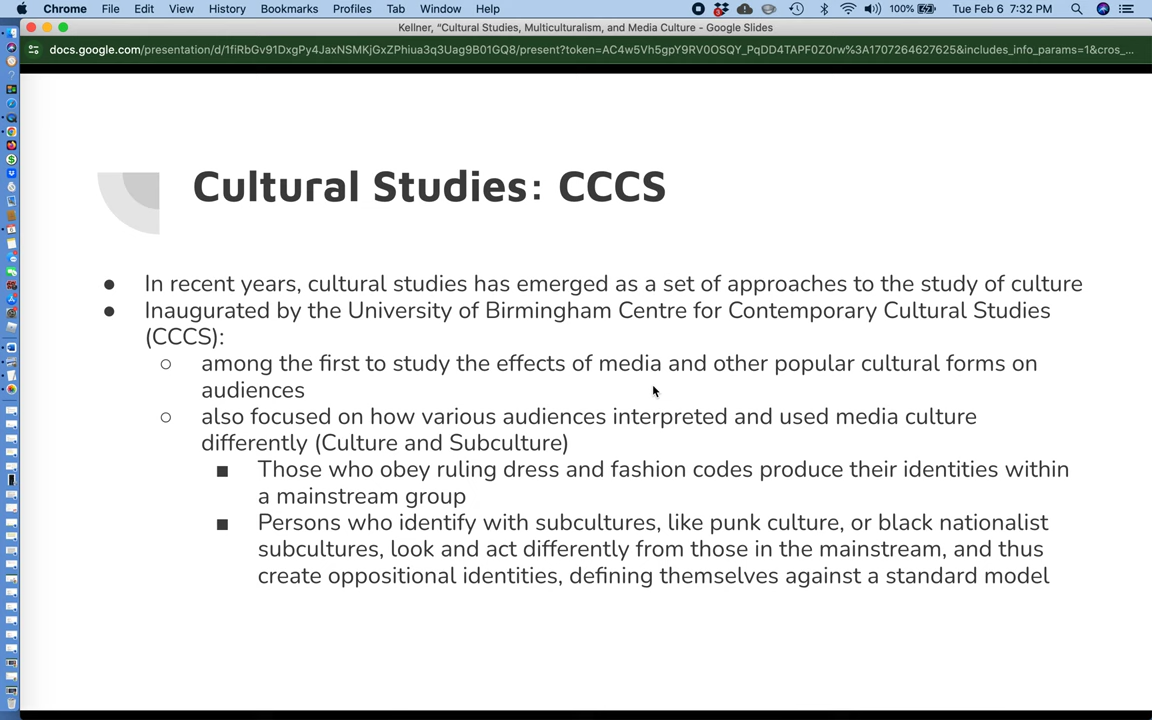 Chrome File Edit View History Bookmarks Profiles Tab Window Help 100% Tue Feb 6 7:32 PM
Kellner, “Cultural Studies, Multiculturalism, and Media Culture - Google Slides
docs.google.com/presentation/d/1fiRbGv91DxgPy4JaxNSMKjGxZPhiua3q3Uag9B01GQ8/present?token=AC4w5Vh5gpY9RV0OSQY_PqDD4TAPF0Z0rw%3A1707264627625&includes_info_params=1&cros_...
Cultural Studies: CCCS
● In recent years, cultural studies has emerged as a set of approaches to the study of culture
● Inaugurated by the University of Birmingham Centre for Contemporary Cultural Studies
(CCCS):
○ among the first to study the effects of media and other popular cultural forms on
audiences
○ also focused on how various audiences interpreted and used media culture
differently (Culture and Subculture)
■ Those who obey ruling dress and fashion codes produce their identities within
a mainstream group
■ Persons who identify with subcultures, like punk culture, or black nationalist
subcultures, look and act differently from those in the mainstream, and thus
create oppositional identities, defining themselves against a standard model